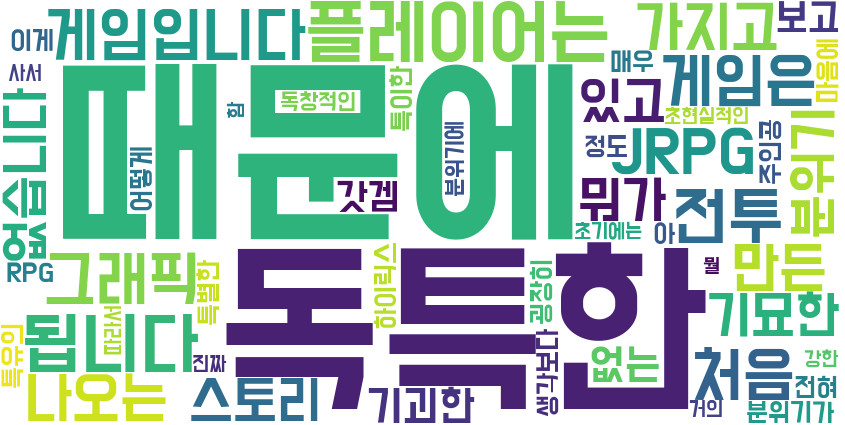 이게
게임입니다
플레이어는
가지고
보고
사서
때문에
독창적인
특이한
함
매우
있고
게임은
마음에
초현실적인
없습니다
어떻게
분위기에
정도
JRPG
주인공
분위기
갓겜
뭐가
전투
RPG
초기에는
아
그래픽
특별한
하이릭스
독특한
굉장히
뭘
만든
기묘한
특유인
됩니다
따라서
진짜
생각보다
없는
처음
강한
전혀
나오는
스토리
기괴한
거의
분위기가